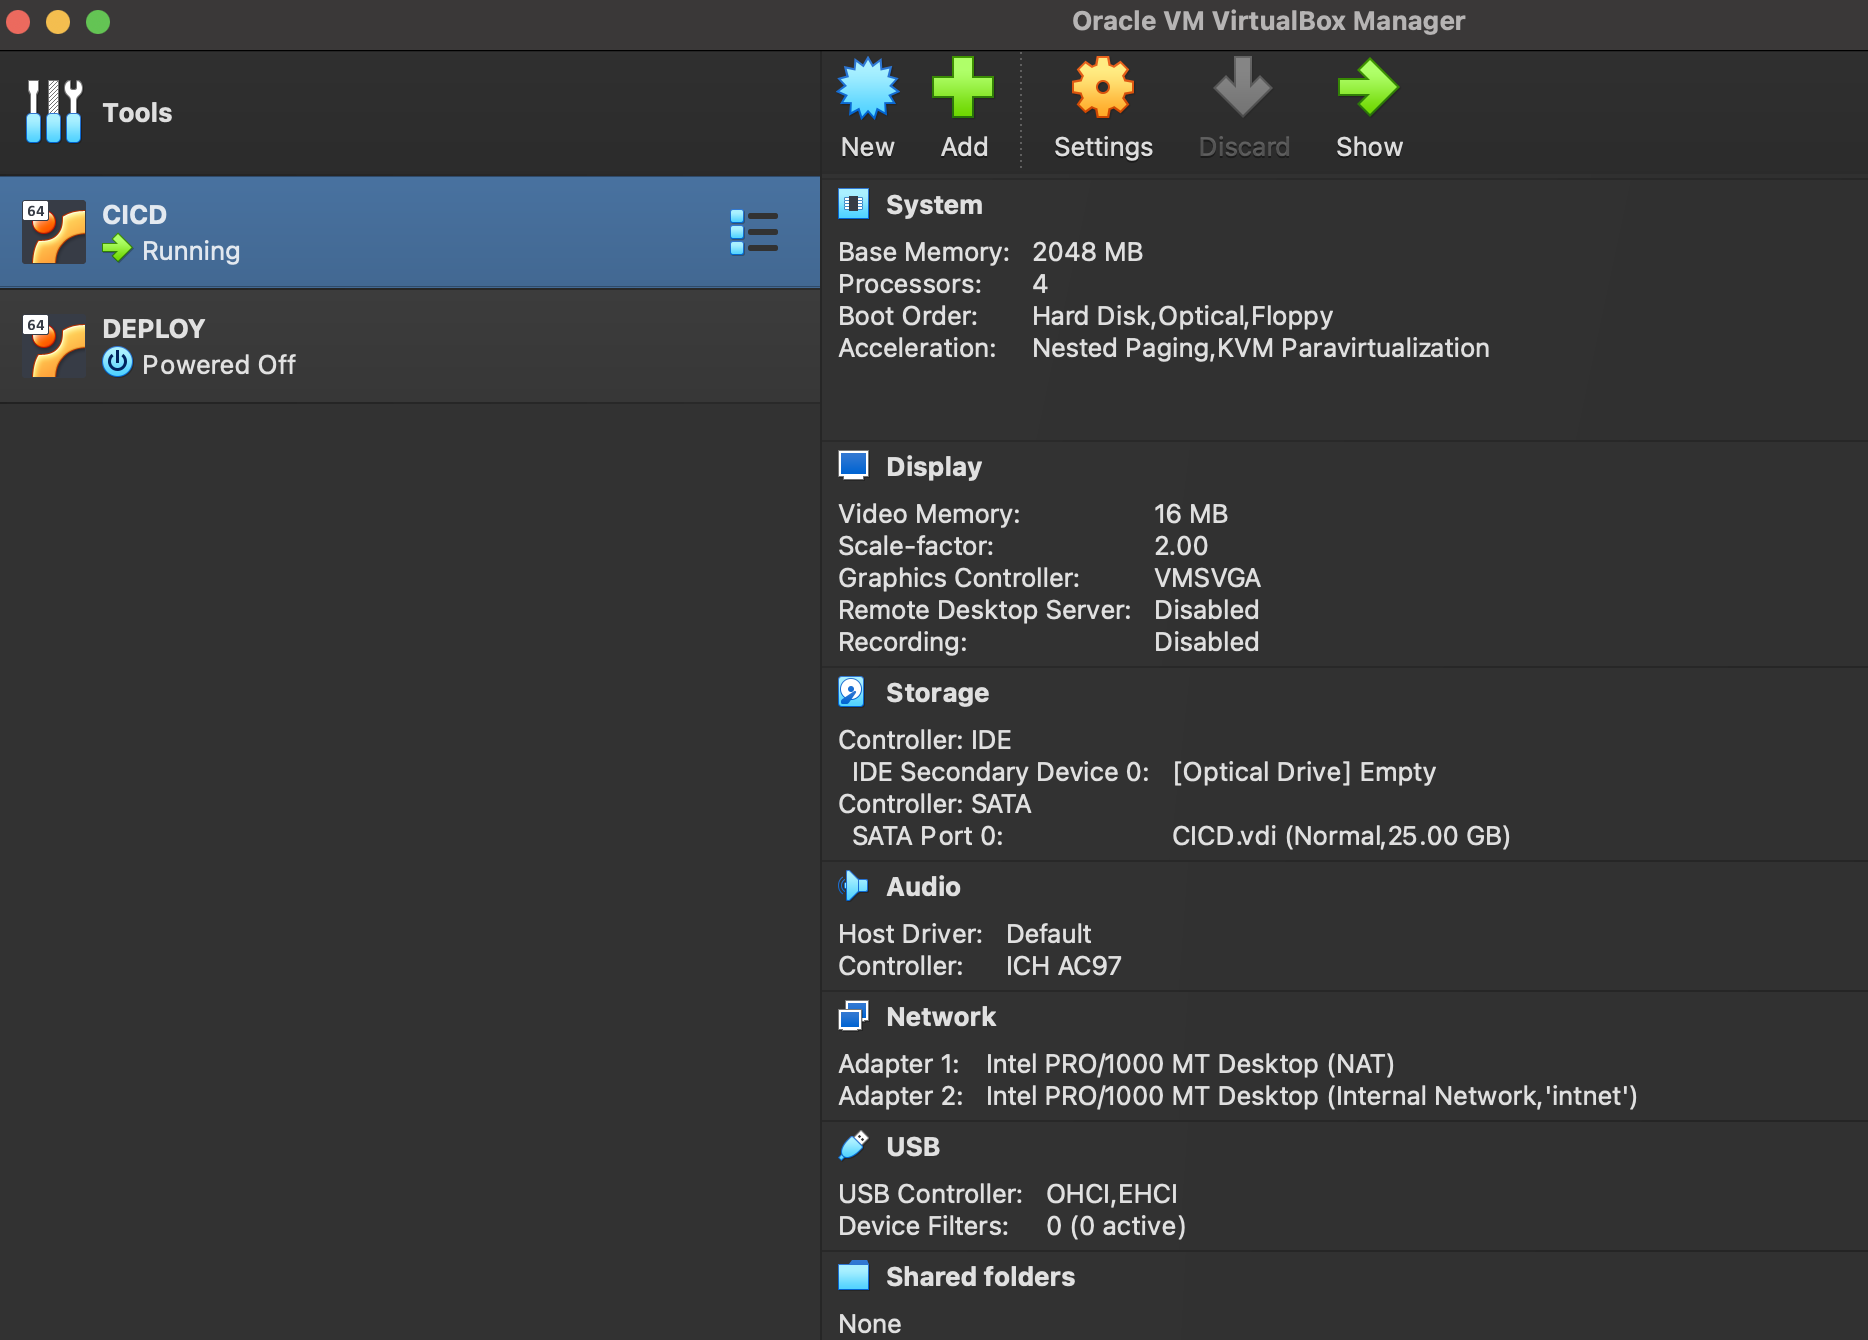 Oracle VM VirtualBox Manager
Tools
New
Add
Settings
Discard
Show
64
CICD
Running
64
DEPLOY
Powered Off
System
Base Memory: 2048 MB
Processors: 4
Boot Order: Hard Disk,Optical,Floppy
Acceleration: Nested Paging,KVM Paravirtualization
Display
Video Memory: 16 MB
Scale-factor: 2.00
Graphics Controller: VMSVGA
Remote Desktop Server: Disabled
Recording: Disabled
Storage
Controller: IDE
IDE Secondary Device 0: [Optical Drive] Empty
Controller: SATA
SATA Port 0: CICD.vdi (Normal,25.00 GB)
Audio
Host Driver: Default
Controller: ICH AC97
Network
Adapter 1: Intel PRO/1000 MT Desktop (NAT)
Adapter 2: Intel PRO/1000 MT Desktop (Internal Network,'intnet')
USB
USB Controller: OHCI,EHCI
Device Filters: 0 (0 active)
Shared folders
None